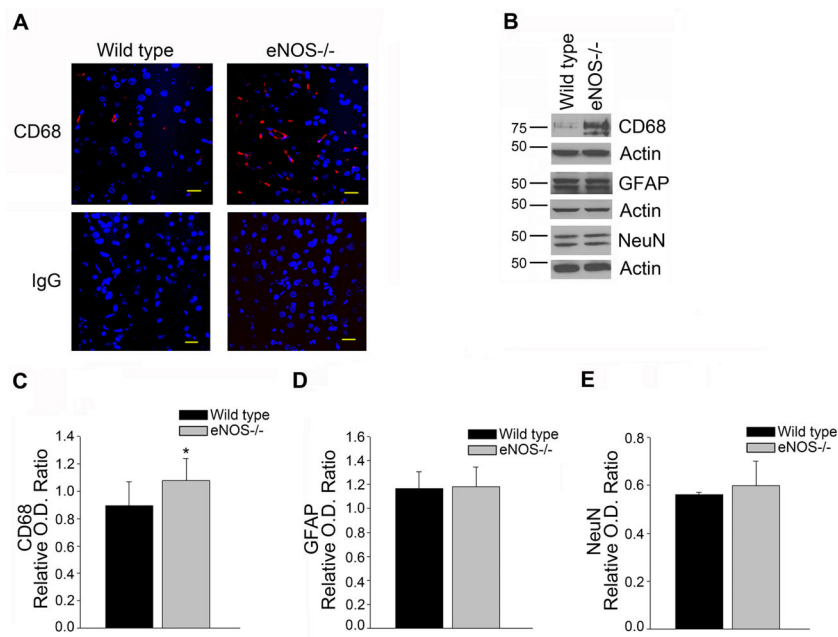 A
Wild type
eNOS-/-
CD68
IgG
B
Wild type
eNOS-/-
75
CD68
50
Actin
50
GFAP
50
Actin
50
NeuN
50
Actin
C
Wild type
eNOS-/-
CD68
Relative O.D. Ratio
1.4
1.2
1.0
0.8
0.6
0.4
0.2
0.0
*
D
Wild type
eNOS-/-
GFAP
Relative O.D. Ratio
1.6
1.4
1.2
1.0
0.8
0.6
0.4
0.2
0.0
E
Wild type
eNOS-/-
NeuN
Relative O.D. Ratio
0.8
0.6
0.4
0.2
0.0